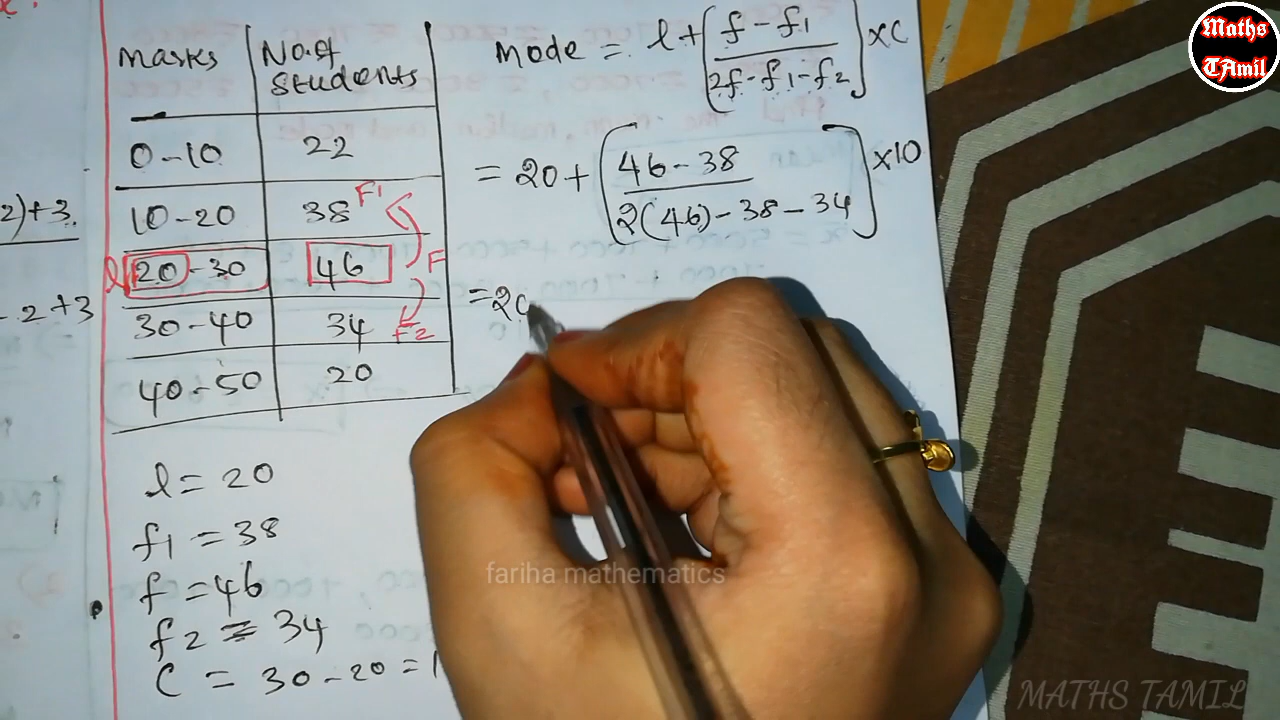 2)+3.
- 2+3
Marks No. of Students
0-10 22
10-20 38 F1
l 20-30 46 F
30-40 34 F2
40-50 20
l = 20
f1 = 38
f = 46
f2 = 34
C = 30 - 20 = 1
Mode = l + (f - f1 / 2f - f1 - f2) × C
= 20 + (46 - 38 / 2(46) - 38 - 34) × 10
= 20
Maths
TAmil
fariha mathematics
MATHS TAMIL